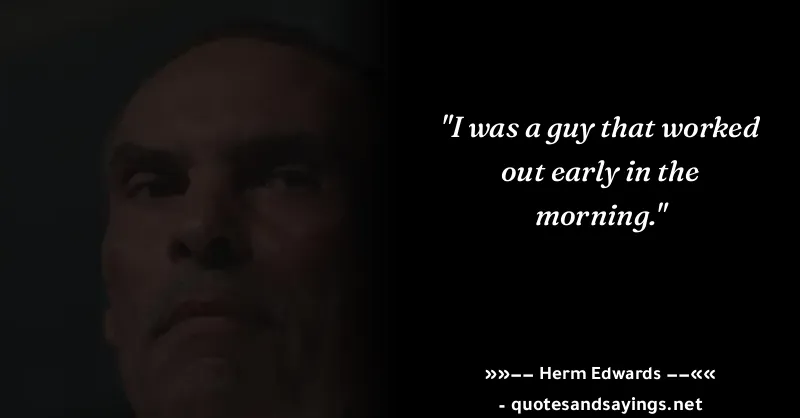 "I was a guy that worked
out early in the
morning."
»»–– Herm Edwards ––««
- quotesandsayings.net